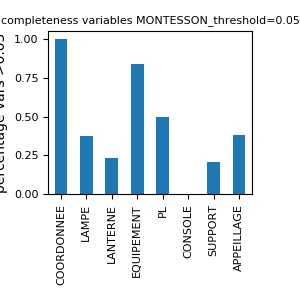 completeness variables MONTESSON_threshold=0.05
percentage vars >0.05
1.00
0.75
0.50
0.25
0.00
COORDONNEE
LAMPE
LANTERNE
EQUIPEMENT
PL
CONSOLE
SUPPORT
APPEILLAGE